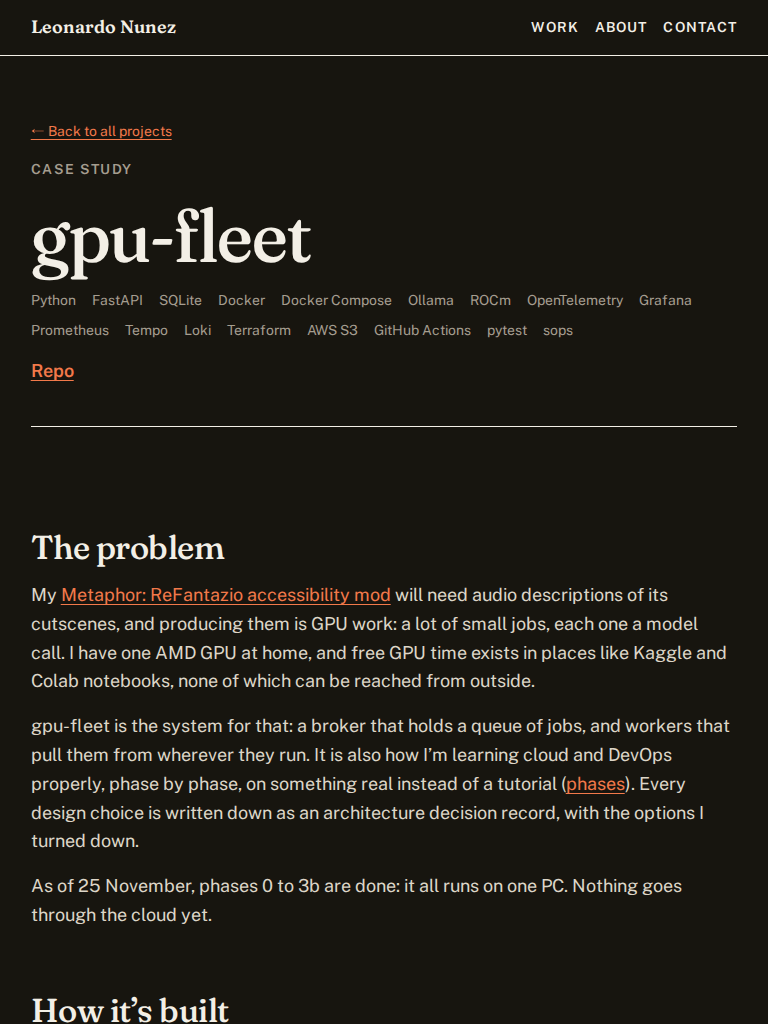 Leonardo Nunez
WORK ABOUT CONTACT
← Back to all projects
CASE STUDY
gpu-fleet
Python FastAPI SQLite Docker Docker Compose Ollama ROCm OpenTelemetry Grafana
Prometheus Tempo Loki Terraform AWS S3 GitHub Actions pytest sops
Repo
The problem
My Metaphor: ReFantazio accessibility mod will need audio descriptions of its
cutscenes, and producing them is GPU work: a lot of small jobs, each one a model
call. I have one AMD GPU at home, and free GPU time exists in places like Kaggle and
Colab notebooks, none of which can be reached from outside.
gpu-fleet is the system for that: a broker that holds a queue of jobs, and workers that
pull them from wherever they run. It is also how I’m learning cloud and DevOps
properly, phase by phase, on something real instead of a tutorial (phases). Every
design choice is written down as an architecture decision record, with the options I
turned down.
As of 25 November, phases 0 to 3b are done: it all runs on one PC. Nothing goes
through the cloud yet.
How it’s built